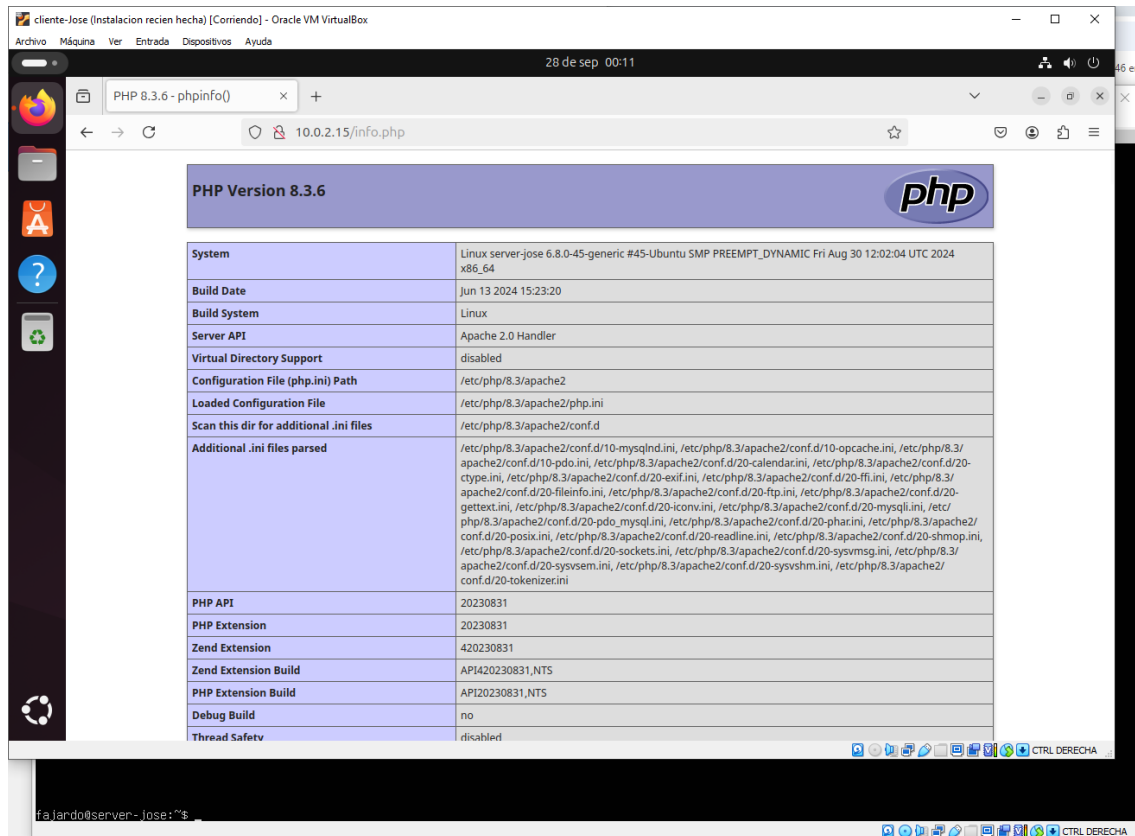 cliente-Jose (Instalacion recien hecha) [Corriendo] - Oracle VM VirtualBox
Archivo Máquina Ver Entrada Dispositivos Ayuda
28 de sep 00:11
46 e
PHP 8.3.6 - phpinfo()
10.0.2.15/info.php
PHP Version 8.3.6
php
System Linux server-jose 6.8.0-45-generic #45-Ubuntu SMP PREEMPT_DYNAMIC Fri Aug 30 12:02:04 UTC 2024
x86_64
Build Date Jun 13 2024 15:23:20
Build System Linux
Server API Apache 2.0 Handler
Virtual Directory Support disabled
Configuration File (php.ini) Path /etc/php/8.3/apache2
Loaded Configuration File /etc/php/8.3/apache2/php.ini
Scan this dir for additional .ini files /etc/php/8.3/apache2/conf.d
Additional .ini files parsed /etc/php/8.3/apache2/conf.d/10-mysqlnd.ini, /etc/php/8.3/apache2/conf.d/10-opcache.ini, /etc/php/8.3/
apache2/conf.d/10-pdo.ini, /etc/php/8.3/apache2/conf.d/20-calendar.ini, /etc/php/8.3/apache2/conf.d/20-
ctype.ini, /etc/php/8.3/apache2/conf.d/20-exif.ini, /etc/php/8.3/apache2/conf.d/20-ffi.ini, /etc/php/8.3/
apache2/conf.d/20-fileinfo.ini, /etc/php/8.3/apache2/conf.d/20-ftp.ini, /etc/php/8.3/apache2/conf.d/20-
gettext.ini, /etc/php/8.3/apache2/conf.d/20-iconv.ini, /etc/php/8.3/apache2/conf.d/20-mysqli.ini, /etc/
php/8.3/apache2/conf.d/20-pdo_mysql.ini, /etc/php/8.3/apache2/conf.d/20-phar.ini, /etc/php/8.3/apache2/
conf.d/20-posix.ini, /etc/php/8.3/apache2/conf.d/20-readline.ini, /etc/php/8.3/apache2/conf.d/20-shmop.ini,
/etc/php/8.3/apache2/conf.d/20-sockets.ini, /etc/php/8.3/apache2/conf.d/20-sysvmsg.ini, /etc/php/8.3/
apache2/conf.d/20-sysvsem.ini, /etc/php/8.3/apache2/conf.d/20-sysvshm.ini, /etc/php/8.3/apache2/
conf.d/20-tokenizer.ini
PHP API 20230831
PHP Extension 20230831
Zend Extension 420230831
Zend Extension Build API420230831,NTS
PHP Extension Build API20230831,NTS
Debug Build no
Thread Safety disabled
CTRL DERECHA
fajardo@server-jose:~$ _
CTRL DERECHA